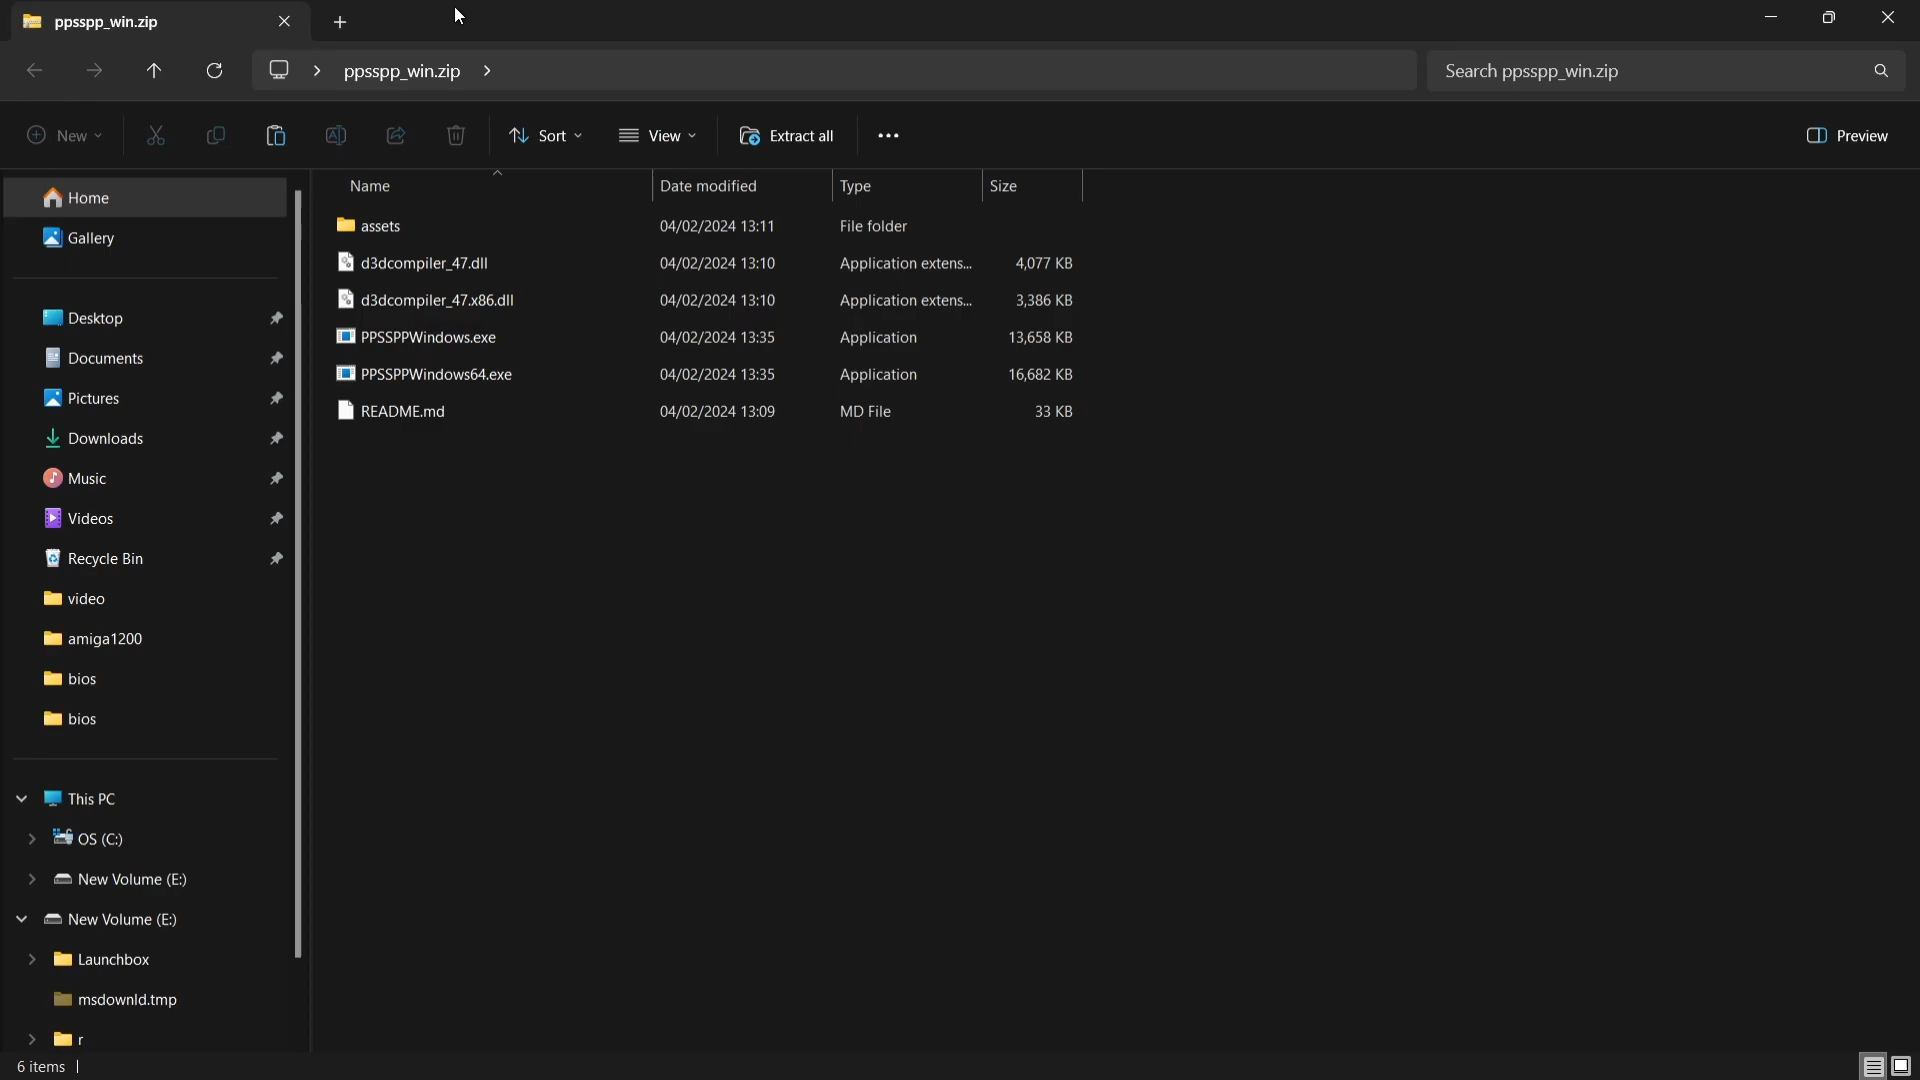 ppsspp_win.zip
ppsspp_win.zip
Search ppsspp_win.zip
New
Sort
View
Extract all
Preview
Home
Gallery
Desktop
Documents
Pictures
Downloads
Music
Videos
Recycle Bin
video
amiga1200
bios
bios
This PC
OS (C:)
New Volume (E:)
New Volume (E:)
Launchbox
msdownld.tmp
r
Name Date modified Type Size
assets 04/02/2024 13:11 File folder
d3dcompiler_47.dll 04/02/2024 13:10 Application extens... 4,077 KB
d3dcompiler_47.x86.dll 04/02/2024 13:10 Application extens... 3,386 KB
PPSSPPWindows.exe 04/02/2024 13:35 Application 13,658 KB
PPSSPPWindows64.exe 04/02/2024 13:35 Application 16,682 KB
README.md 04/02/2024 13:09 MD File 33 KB
6 items